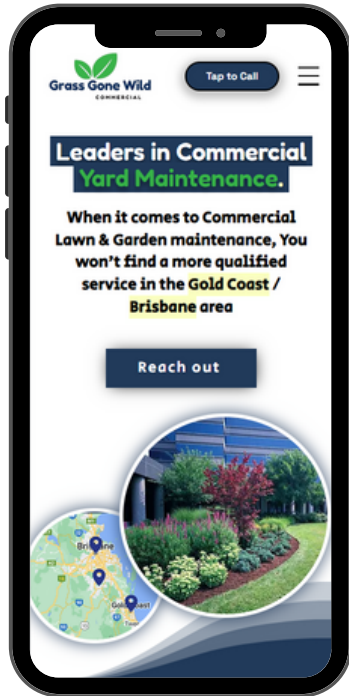 Grass Gone Wild
COMMERCIAL
Tap to Call
Leaders in Commercial
Yard Maintenance.
When it comes to Commercial
Lawn & Garden maintenance, You
won't find a more qualified
service in the Gold Coast /
Brisbane area
Reach out